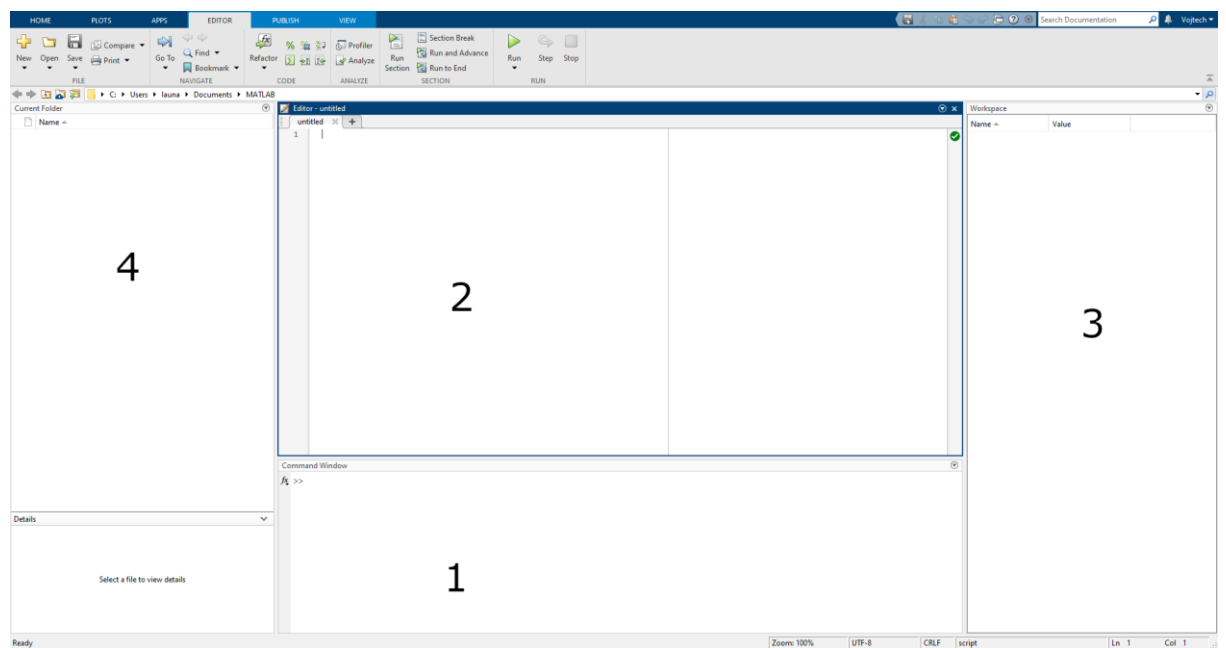 HOME PLOTS APPS EDITOR PUBLISH VIEW Search Documentation Vojtech
New Open Save Compare Print Go To Find Bookmark Refactor Profiler Analyze Run Section Section Break Run and Advance Run to End Run Step Stop
FILE NAVIGATE CODE ANALYZE SECTION RUN
C: Users launa Documents MATLAB
Current Folder
Name
4
Details
Select a file to view details
Editor - untitled
untitled
1
2
Command Window
fx >>
1
Workspace
Name Value
3
Ready Zoom: 100% UTF-8 CRLF script Ln 1 Col 1